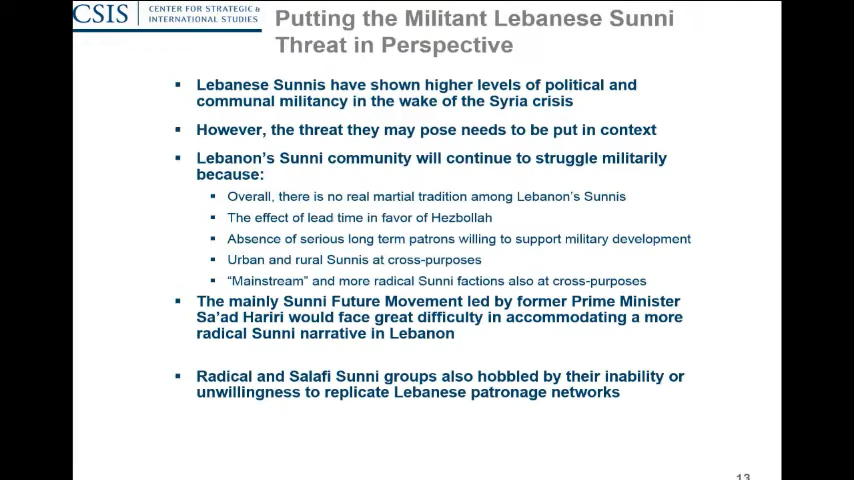 CSIS
CENTER FOR STRATEGIC &
INTERNATIONAL STUDIES
Putting the Militant Lebanese Sunni
Threat in Perspective
▪ Lebanese Sunnis have shown higher levels of political and
communal militancy in the wake of the Syria crisis
▪ However, the threat they may pose needs to be put in context
▪ Lebanon's Sunni community will continue to struggle militarily
because:
▪ Overall, there is no real martial tradition among Lebanon's Sunnis
▪ The effect of lead time in favor of Hezbollah
▪ Absence of serious long term patrons willing to support military development
▪ Urban and rural Sunnis at cross-purposes
▪ “Mainstream” and more radical Sunni factions also at cross-purposes
▪ The mainly Sunni Future Movement led by former Prime Minister
Sa'ad Hariri would face great difficulty in accommodating a more
radical Sunni narrative in Lebanon
▪ Radical and Salafi Sunni groups also hobbled by their inability or
unwillingness to replicate Lebanese patronage networks
13